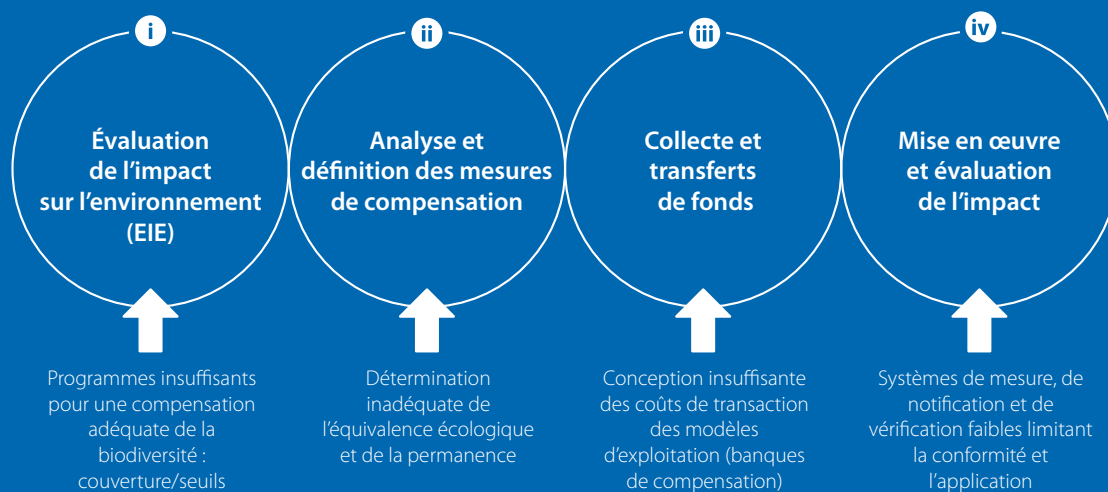 i
Évaluation
de l’impact
sur l’environnement
(EIE)
Programmes insuffisants
pour une compensation
adéquate de la
biodiversité :
couverture/seuils
ii
Analyse et
définition des mesures
de compensation
Détermination
inadéquate de
l’équivalence écologique
et de la permanence
iii
Collecte et
transferts
de fonds
Conception insuffisante
des coûts de transaction
des modèles
d’exploitation (banques
de compensation)
iv
Mise en œuvre
et évaluation
de l’impact
Systèmes de mesure, de
notification et de
vérification faibles limitant
la conformité et
l’application